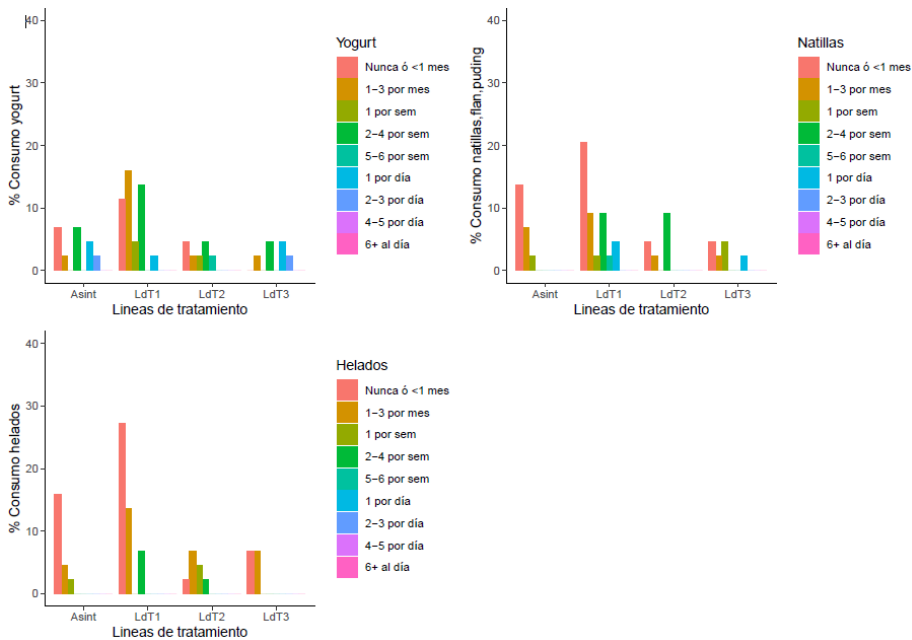 % Consumo yogurt
40
30
20
10
0
Asint LdT1 LdT2 LdT3
Lineas de tratamiento
Yogurt
Nunca ó <1 mes
1−3 por mes
1 por sem
2−4 por sem
5−6 por sem
1 por día
2−3 por día
4−5 por día
6+ al día
% Consumo natillas,flan,puding
40
30
20
10
0
Asint LdT1 LdT2 LdT3
Lineas de tratamiento
Natillas
Nunca ó <1 mes
1−3 por mes
1 por sem
2−4 por sem
5−6 por sem
1 por día
2−3 por día
4−5 por día
6+ al día
% Consumo helados
40
30
20
10
0
Asint LdT1 LdT2 LdT3
Lineas de tratamiento
Helados
Nunca ó <1 mes
1−3 por mes
1 por sem
2−4 por sem
5−6 por sem
1 por día
2−3 por día
4−5 por día
6+ al día